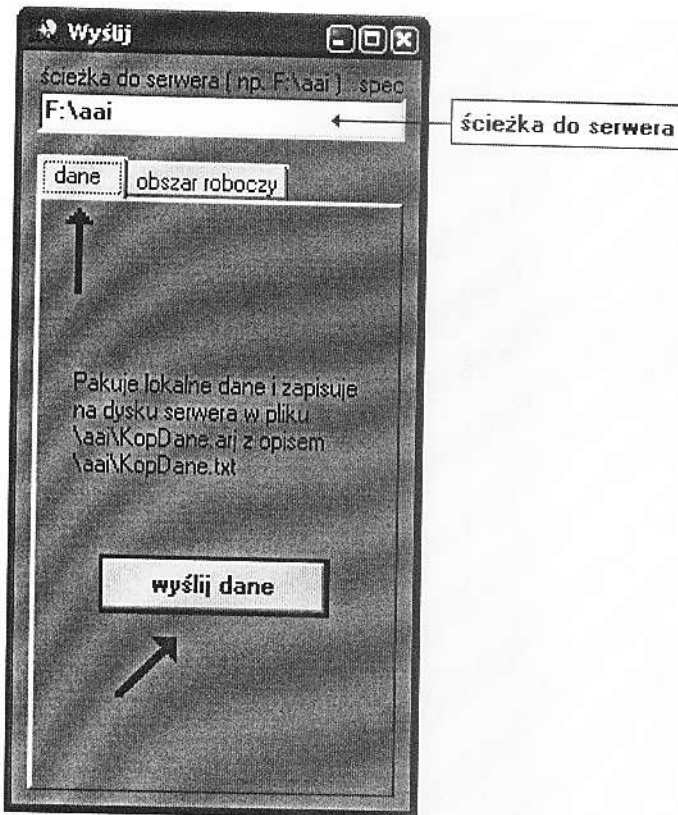 Wyślij
ścieżka do serwera [ np. F:\aai ] spec
F:\aai
ścieżka do serwera
dane
obszar roboczy
Pakuje lokalne dane i zapisuje
na dysku serwera w pliku
\aai\KopDane.arj z opisem
\aai\KopDane.txt
wyślij dane